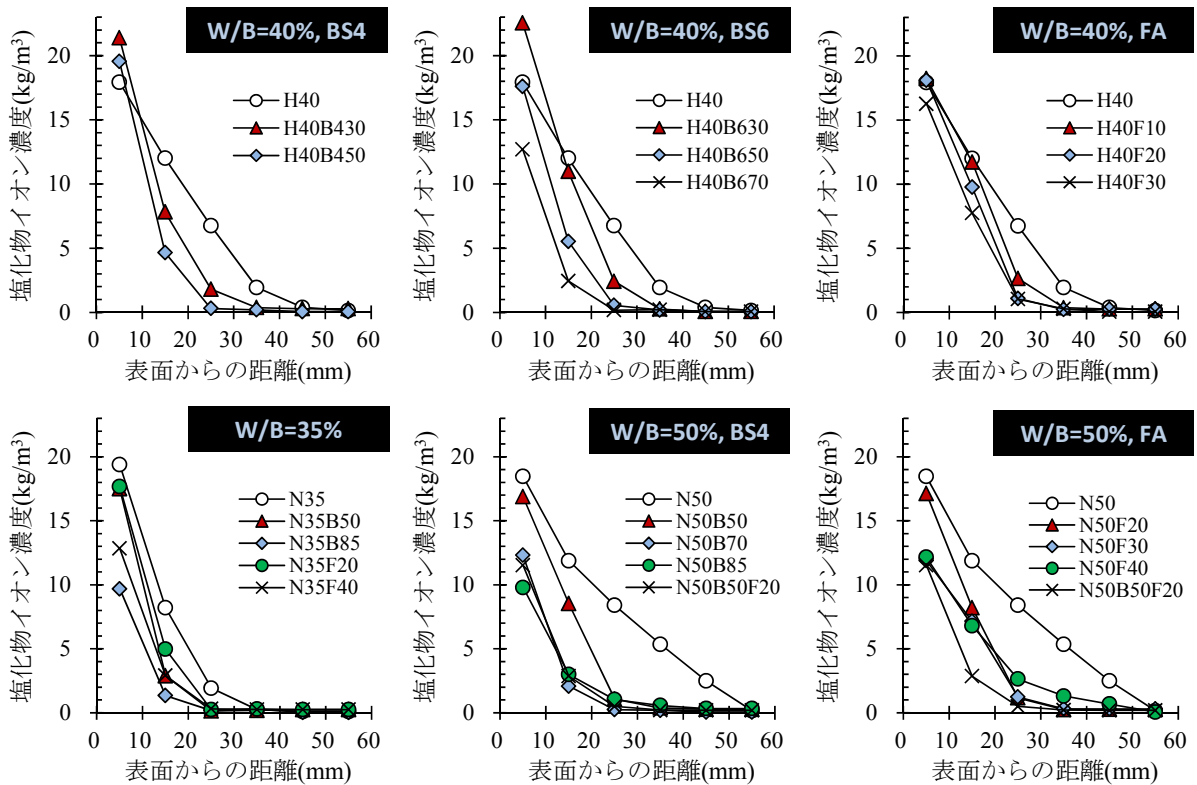 W/B=40%, BS4
塩化物イオン濃度(kg/m³)
20
15
10
5
0
H40
H40B430
H40B450
0 10 20 30 40 50 60
表面からの距離(mm)
W/B=40%, BS6
塩化物イオン濃度(kg/m³)
20
15
10
5
0
H40
H40B630
H40B650
H40B670
0 10 20 30 40 50 60
表面からの距離(mm)
W/B=40%, FA
塩化物イオン濃度(kg/m³)
20
15
10
5
0
H40
H40F10
H40F20
H40F30
0 10 20 30 40 50 60
表面からの距離(mm)
W/B=35%
塩化物イオン濃度(kg/m³)
20
15
10
5
0
N35
N35B50
N35B85
N35F20
N35F40
0 10 20 30 40 50 60
表面からの距離(mm)
W/B=50%, BS4
塩化物イオン濃度(kg/m³)
20
15
10
5
0
N50
N50B50
N50B70
N50B85
N50B50F20
0 10 20 30 40 50 60
表面からの距離(mm)
W/B=50%, FA
塩化物イオン濃度(kg/m³)
20
15
10
5
0
N50
N50F20
N50F30
N50F40
N50B50F20
0 10 20 30 40 50 60
表面からの距離(mm)